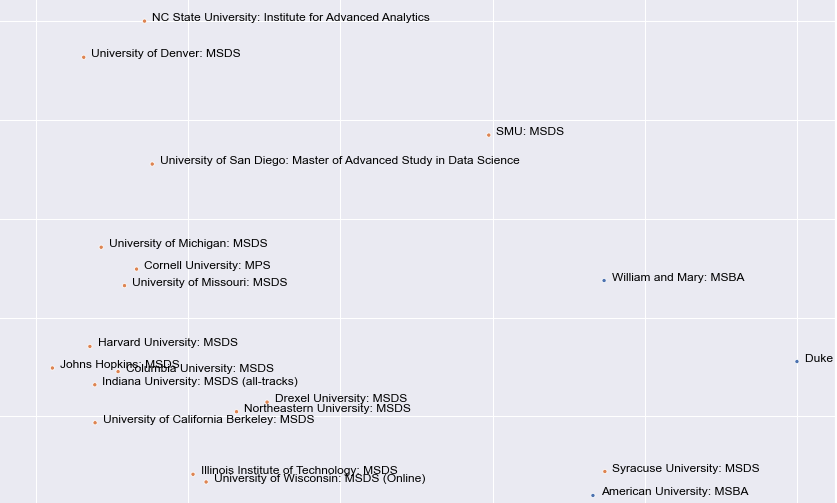 NC State University: Institute for Advanced Analytics
University of Denver: MSDS
SMU: MSDS
University of San Diego: Master of Advanced Study in Data Science
University of Michigan: MSDS
Cornell University: MPS
William and Mary: MSBA
University of Missouri: MSDS
Harvard University: MSDS
Duke
Johns Hopkins: MSDS
Columbia University: MSDS
Indiana University: MSDS (all-tracks)
Drexel University: MSDS
Northeastern University: MSDS
University of California Berkeley: MSDS
Syracuse University: MSDS
Illinois Institute of Technology: MSDS
University of Wisconsin: MSDS (Online)
American University: MSBA